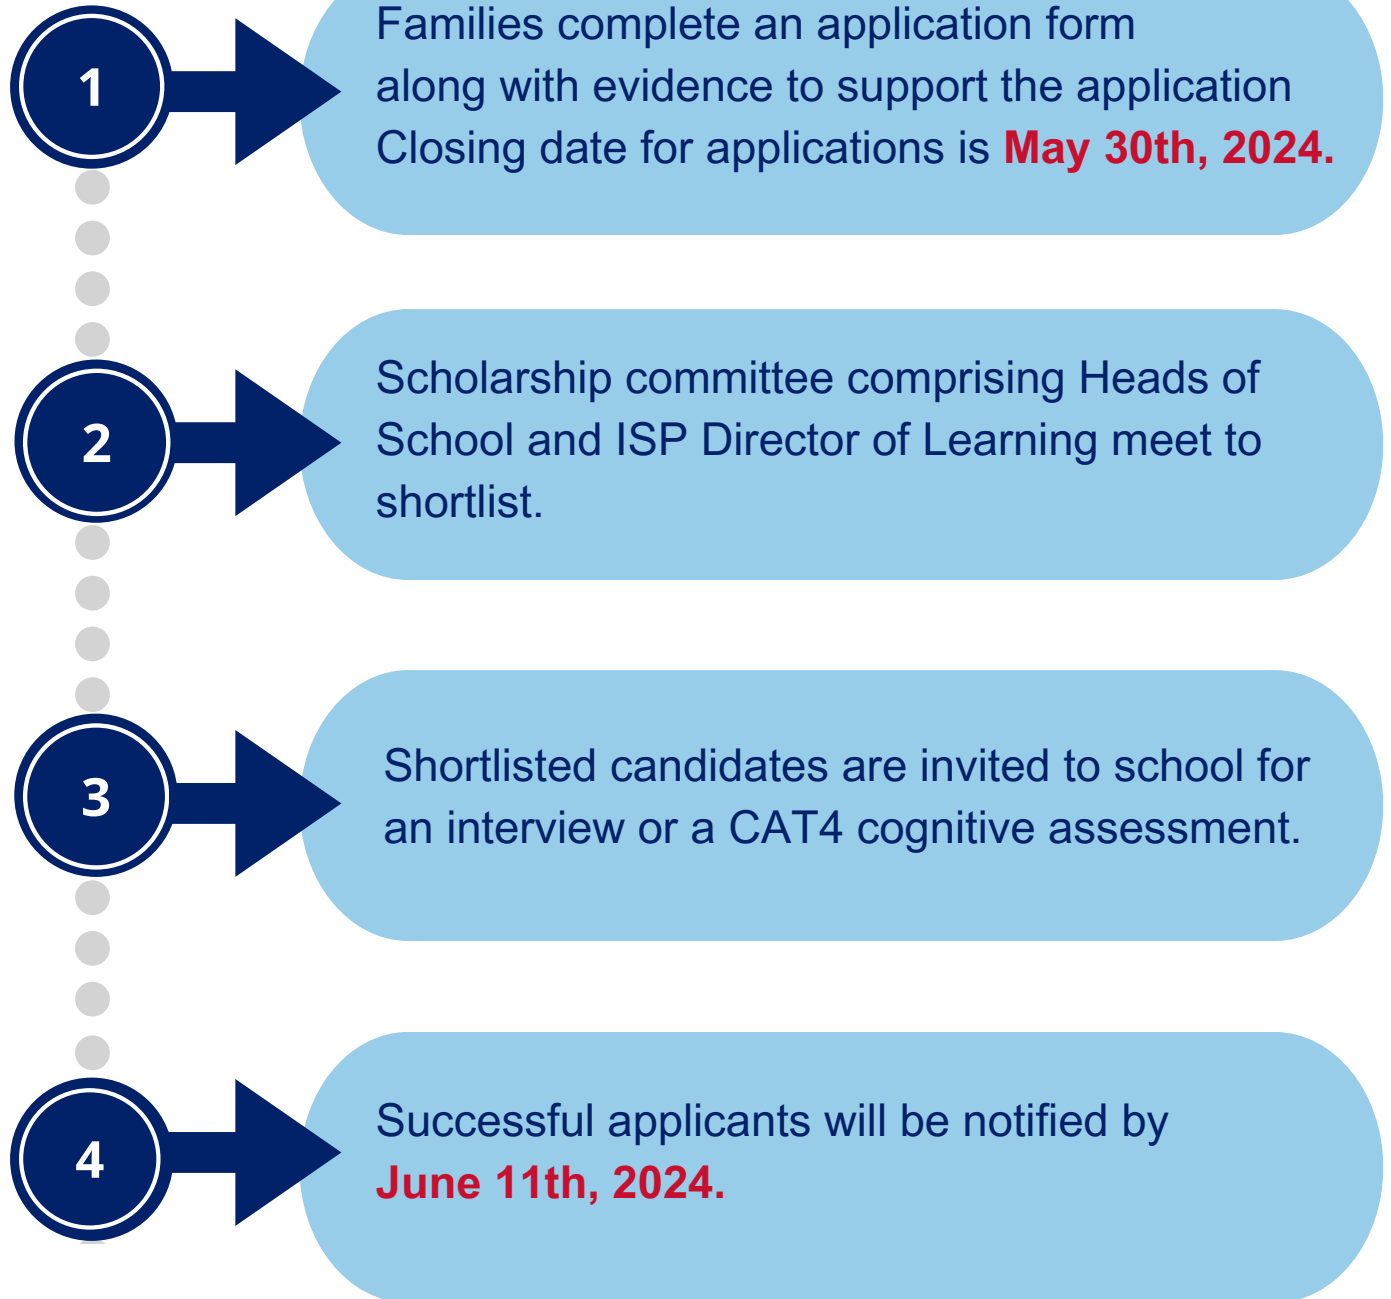 1
Families complete an application form
along with evidence to support the application
Closing date for applications is May 30th, 2024.
2
Scholarship committee comprising Heads of
School and ISP Director of Learning meet to
shortlist.
3
Shortlisted candidates are invited to school for
an interview or a CAT4 cognitive assessment.
4
Successful applicants will be notified by
June 11th, 2024.